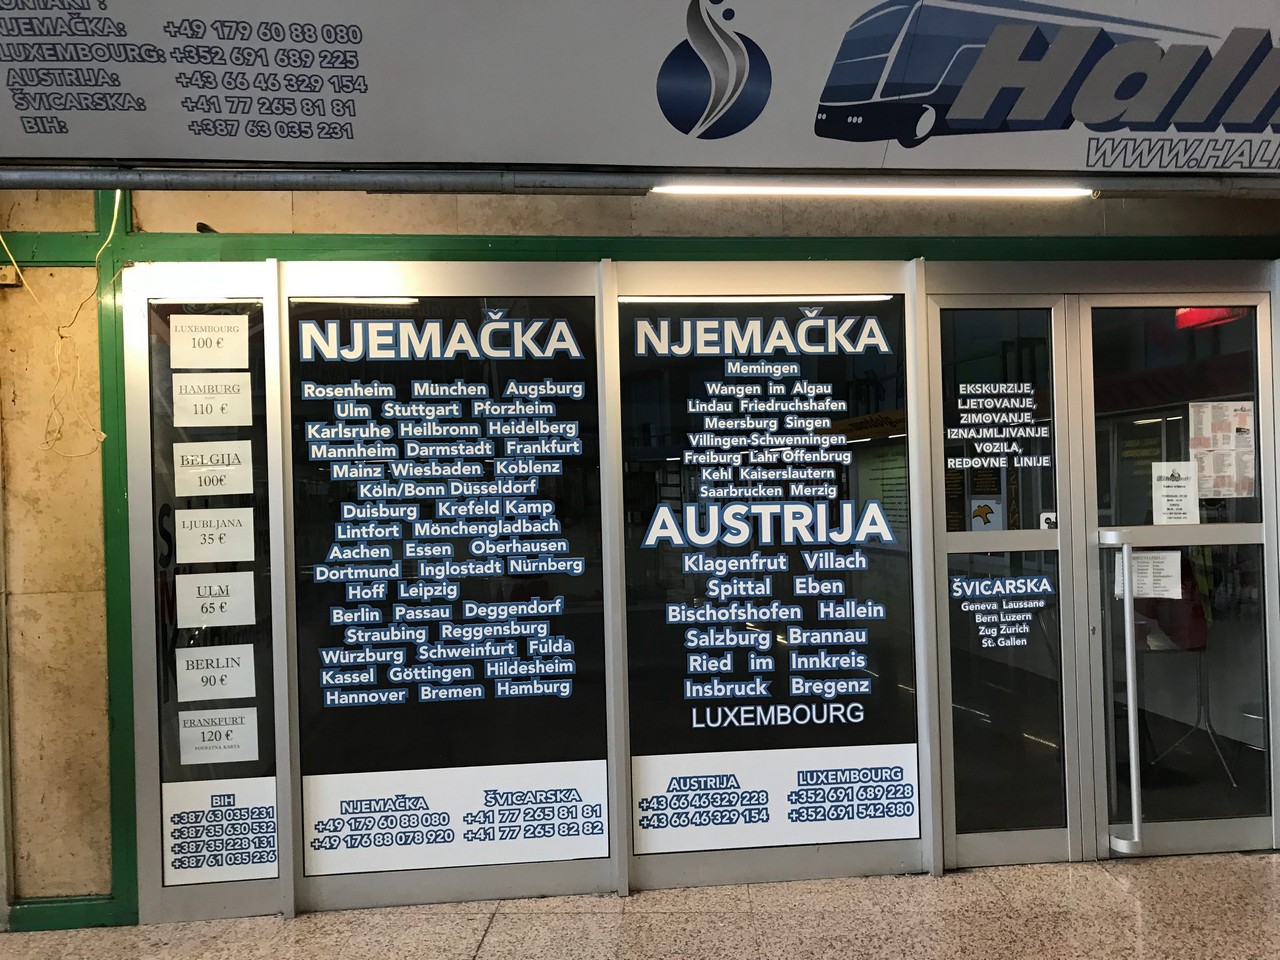 KONTAKT:
NJEMAČKA: +49 179 60 88 080
LUXEMBOURG: +352 691 689 225
AUSTRIJA: +43 66 46 329 154
ŠVICARSKA: +41 77 265 81 81
BIH: +387 63 035 231
LUXEMBOURG
100 €
HAMBURG
110 €
BELGIJA
100€
LJUBLJANA
35 €
ULM
65 €
BERLIN
90 €
FRANKFURT
120 €
POVRATNA KARTA
BIH
+387 63 035 231
+387 35 630 532
+387 35 228 131
+387 61 035 236
NJEMAČKA
Rosenheim München Augsburg
Ulm Stuttgart Pforzheim
Karlsruhe Heilbronn Heidelberg
Mannheim Darmstadt Frankfurt
Mainz Wiesbaden Koblenz
Köln/Bonn Düsseldorf
Duisburg Krefeld Kamp
Lintfort Mönchengladbach
Aachen Essen Oberhausen
Dortmund Inglostadt Nürnberg
Hoff Leipzig
Berlin Passau Deggendorf
Straubing Reggensburg
Würzburg Schweinfurt Fulda
Kassel Göttingen Hildesheim
Hannover Bremen Hamburg
NJEMAČKA
+49 179 60 88 080
+49 176 88 078 920
ŠVICARSKA
+41 77 265 81 81
+41 77 265 82 82
NJEMAČKA
Memingen
Wangen im Algau
Lindau Friedruchshafen
Meersburg Singen
Villingen-Schwenningen
Freiburg Lahr Offenbrug
Kehl Kaiserslautern
Saarbrucken Merzig
AUSTRIJA
Klagenfrut Villach
Spittal Eben
Bischofshofen Hallein
Salzburg Brannau
Ried im Innkreis
Insbruck Bregenz
LUXEMBOURG
AUSTRIJA
+43 66 46 329 228
+43 66 46 329 154
LUXEMBOURG
+352 691 689 228
+352 691 542 380
EKSKURZIJE,
LJETOVANJE,
ZIMOVANJE,
IZNAJMLJIVANJE
VOZILA,
REDOVNE LINIJE
ŠVICARSKA
Geneva Laussane
Bern Luzern
Zug Zürich
St. Gallen